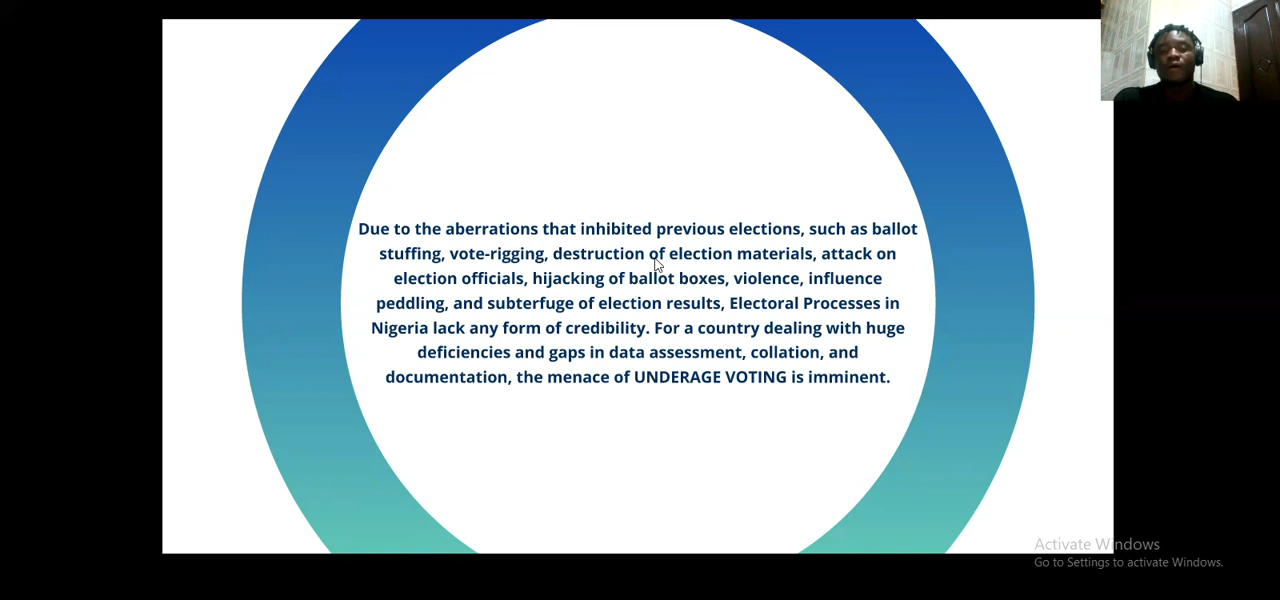 Due to the aberrations that inhibited previous elections, such as ballot
stuffing, vote-rigging, destruction of election materials, attack on
election officials, hijacking of ballot boxes, violence, influence
peddling, and subterfuge of election results, Electoral Processes in
Nigeria lack any form of credibility. For a country dealing with huge
deficiencies and gaps in data assessment, collation, and
documentation, the menace of UNDERAGE VOTING is imminent.
Activate Windows
Go to Settings to activate Windows.